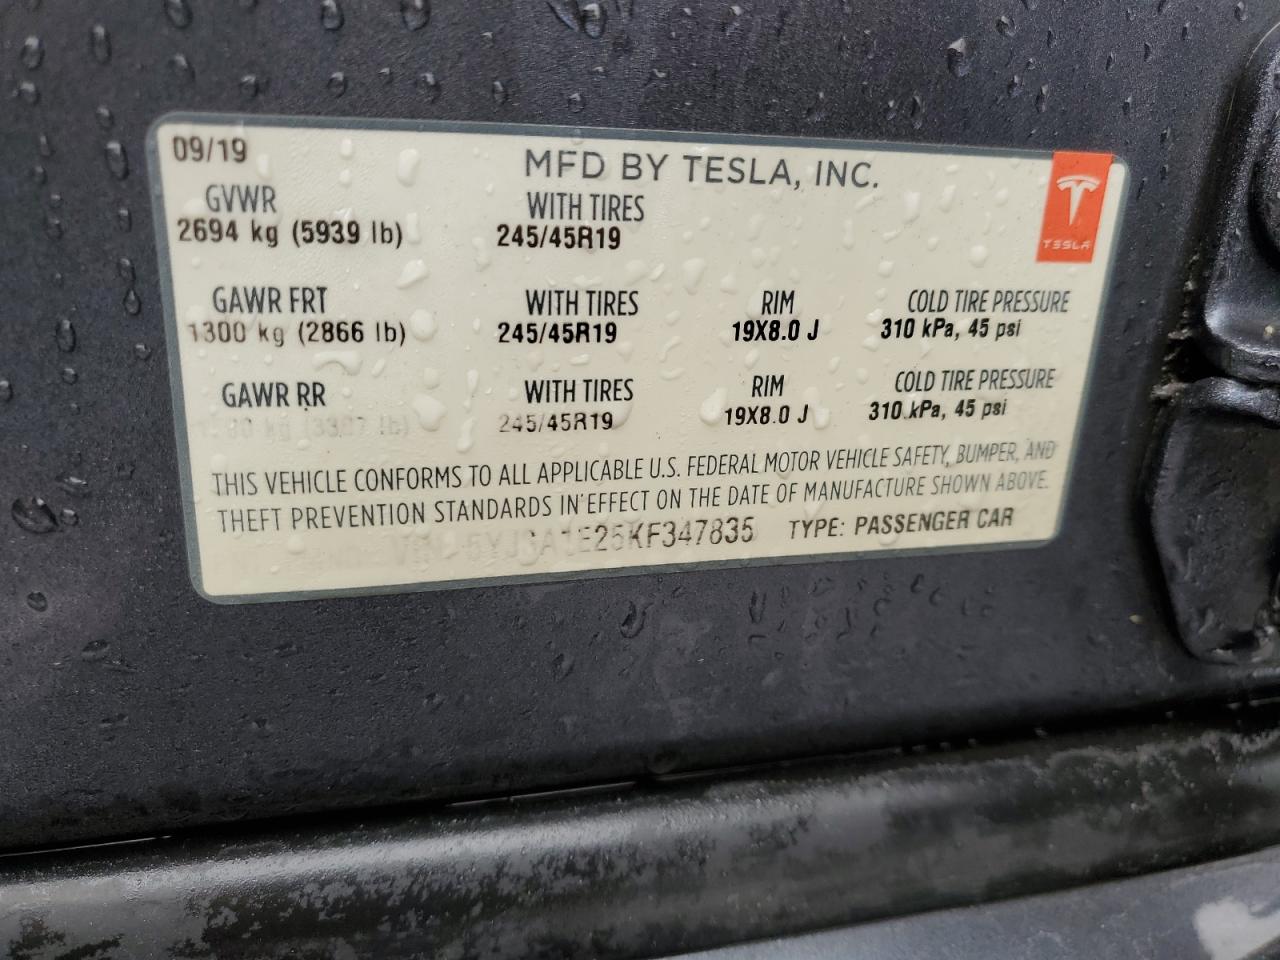 09/19 MFD BY TESLA, INC.
GVWR WITH TIRES
2694 kg (5939 lb) 245/45R19
TESLA
GAWR FRT WITH TIRES RIM COLD TIRE PRESSURE
1300 kg (2866 lb) 245/45R19 19X8.0 J 310 kPa, 45 psi
GAWR RR WITH TIRES RIM COLD TIRE PRESSURE
245/45R19 19X8.0 J 310 kPa, 45 psi
THIS VEHICLE CONFORMS TO ALL APPLICABLE U.S. FEDERAL MOTOR VEHICLE SAFETY, BUMPER, AND
THEFT PREVENTION STANDARDS IN EFFECT ON THE DATE OF MANUFACTURE SHOWN ABOVE.
TYPE: PASSENGER CAR